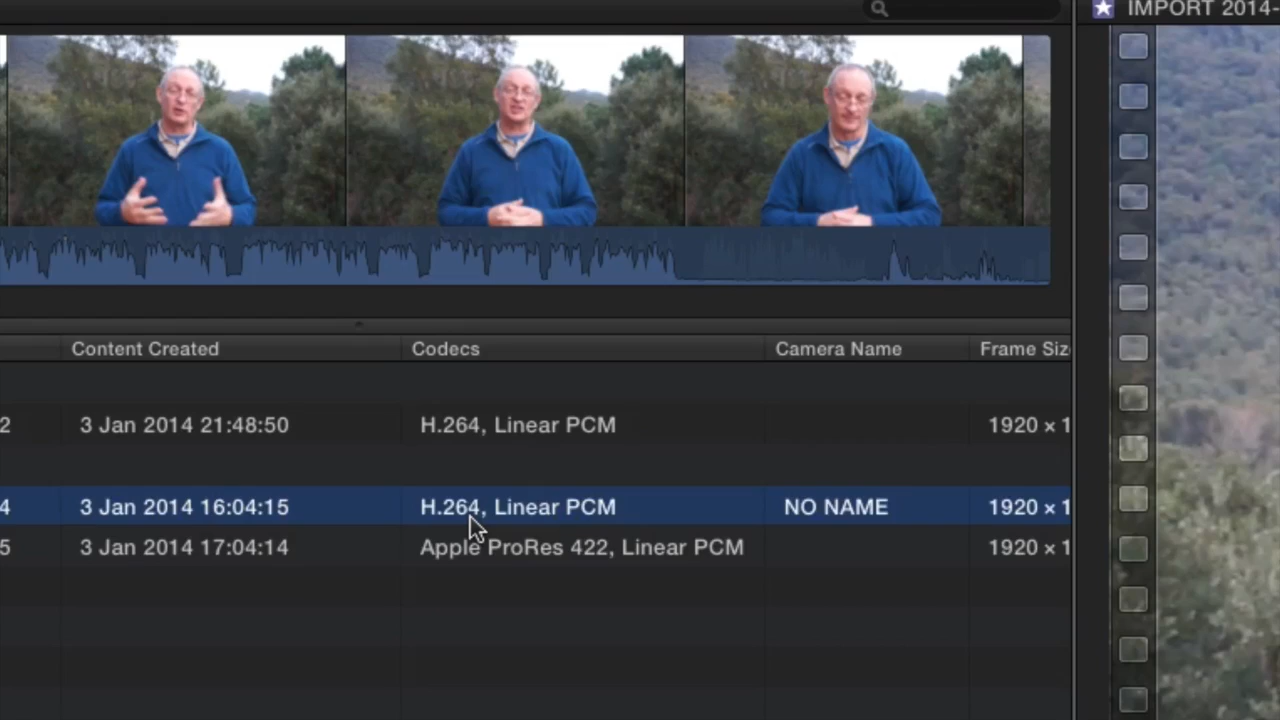 IMPORT 2014-
Content Created Codecs Camera Name Frame Siz
2 3 Jan 2014 21:48:50 H.264, Linear PCM 1920 × 1
4 3 Jan 2014 16:04:15 H.264, Linear PCM NO NAME 1920 × 1
5 3 Jan 2014 17:04:14 Apple ProRes 422, Linear PCM 1920 × 1